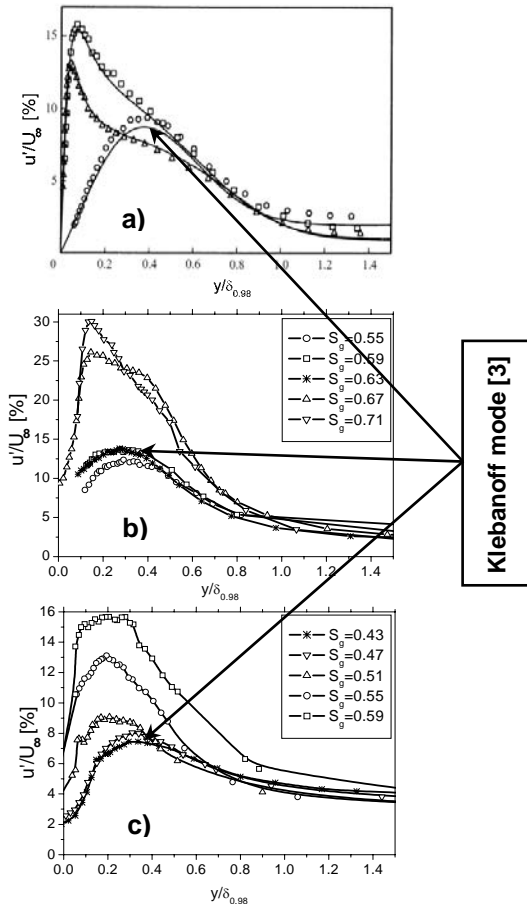 u'/U8 [%]
15
10
5
a)
0
0.2
0.4
0.6
0.8
1.0
1.2
1.4
y/δ0.98
u'/U8 [%]
30
25
20
15
10
5
0
Sg=0.55
Sg=0.59
Sg=0.63
Sg=0.67
Sg=0.71
b)
0.0 0.2 0.4 0.6 0.8 1.0 1.2 1.4
y/δ0.98
u'/U8 [%]
16
14
12
10
8
6
4
2
0
Sg=0.43
Sg=0.47
Sg=0.51
Sg=0.55
Sg=0.59
c)
0.0 0.2 0.4 0.6 0.8 1.0 1.2 1.4
y/δ0.98
Klebanoff mode [3]